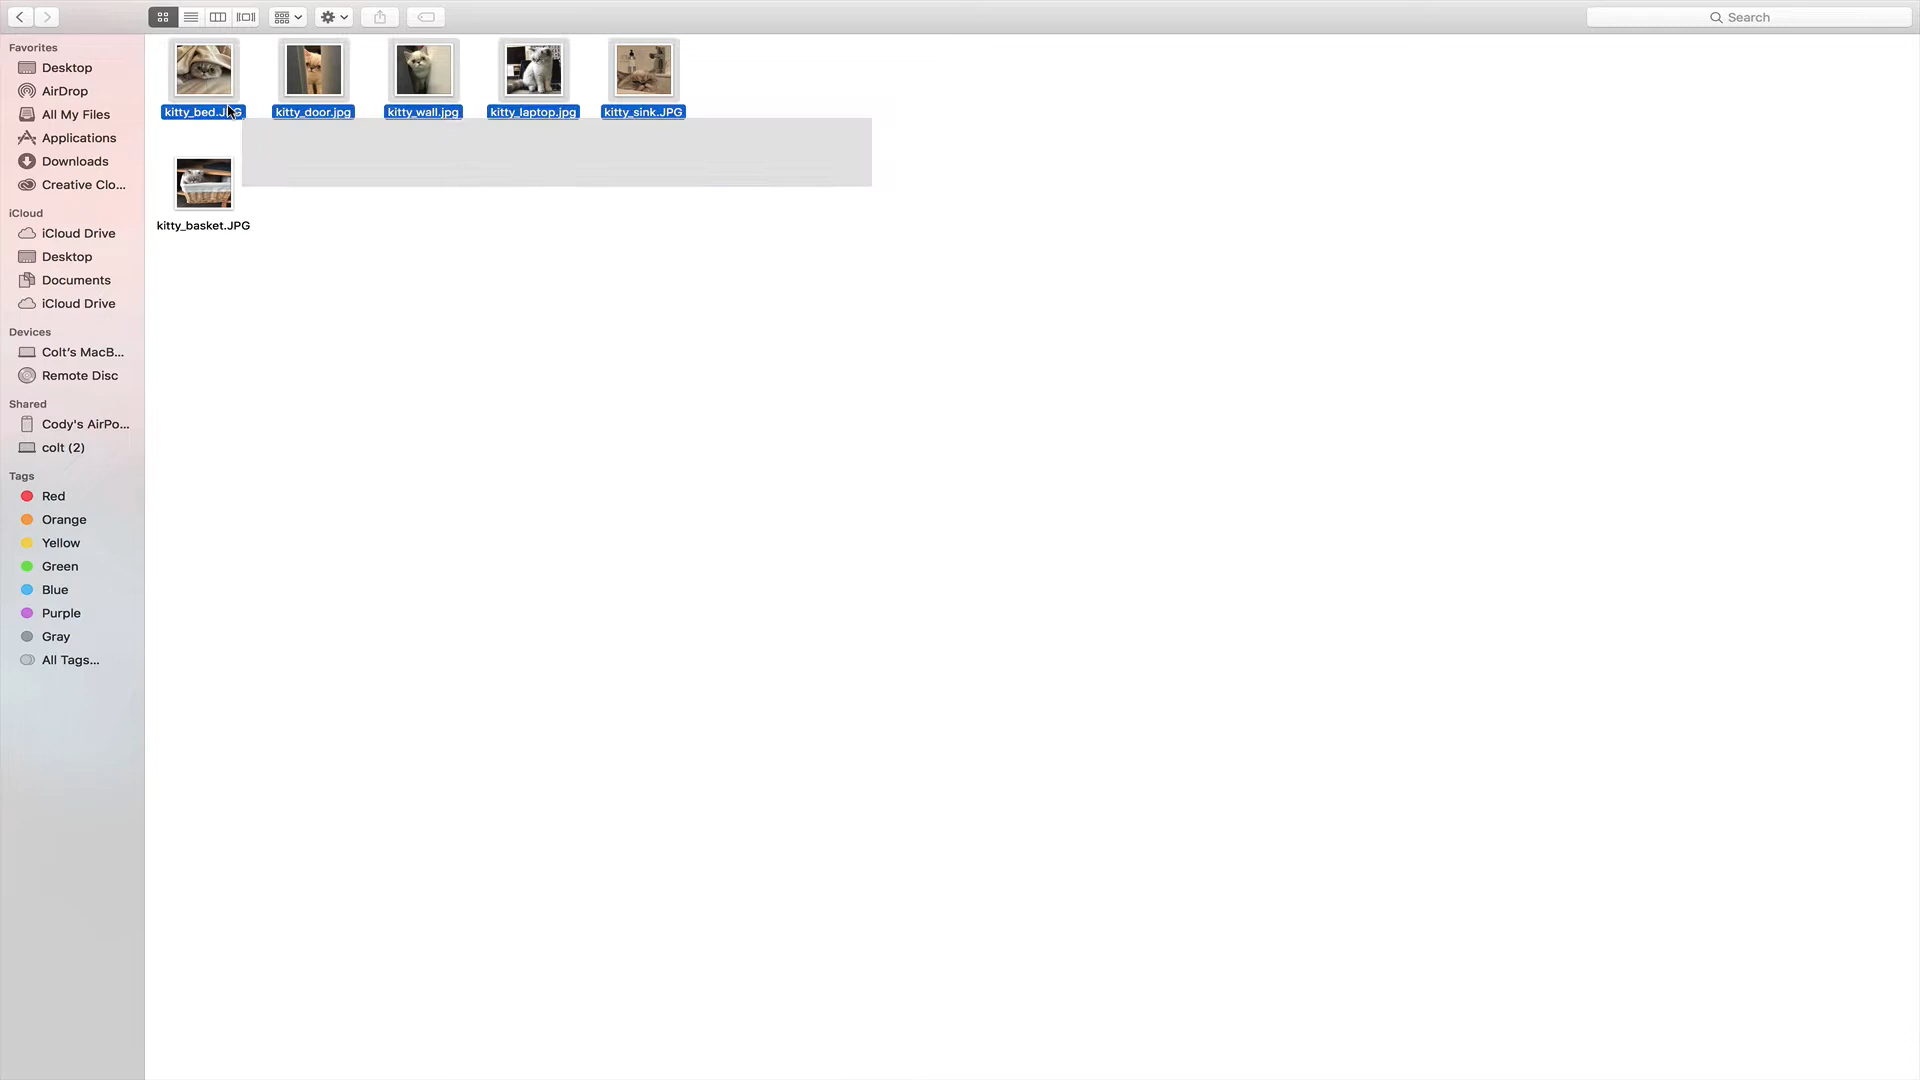 Search
Favorites
Desktop
AirDrop
All My Files
Applications
Downloads
Creative Clo...
iCloud
iCloud Drive
Desktop
Documents
iCloud Drive
Devices
Colt's MacB...
Remote Disc
Shared
Cody's AirPo...
colt (2)
Tags
Red
Orange
Yellow
Green
Blue
Purple
Gray
All Tags...
kitty_bed.JPG kitty_door.jpg kitty_wall.jpg kitty_laptop.jpg kitty_sink.JPG
kitty_basket.JPG